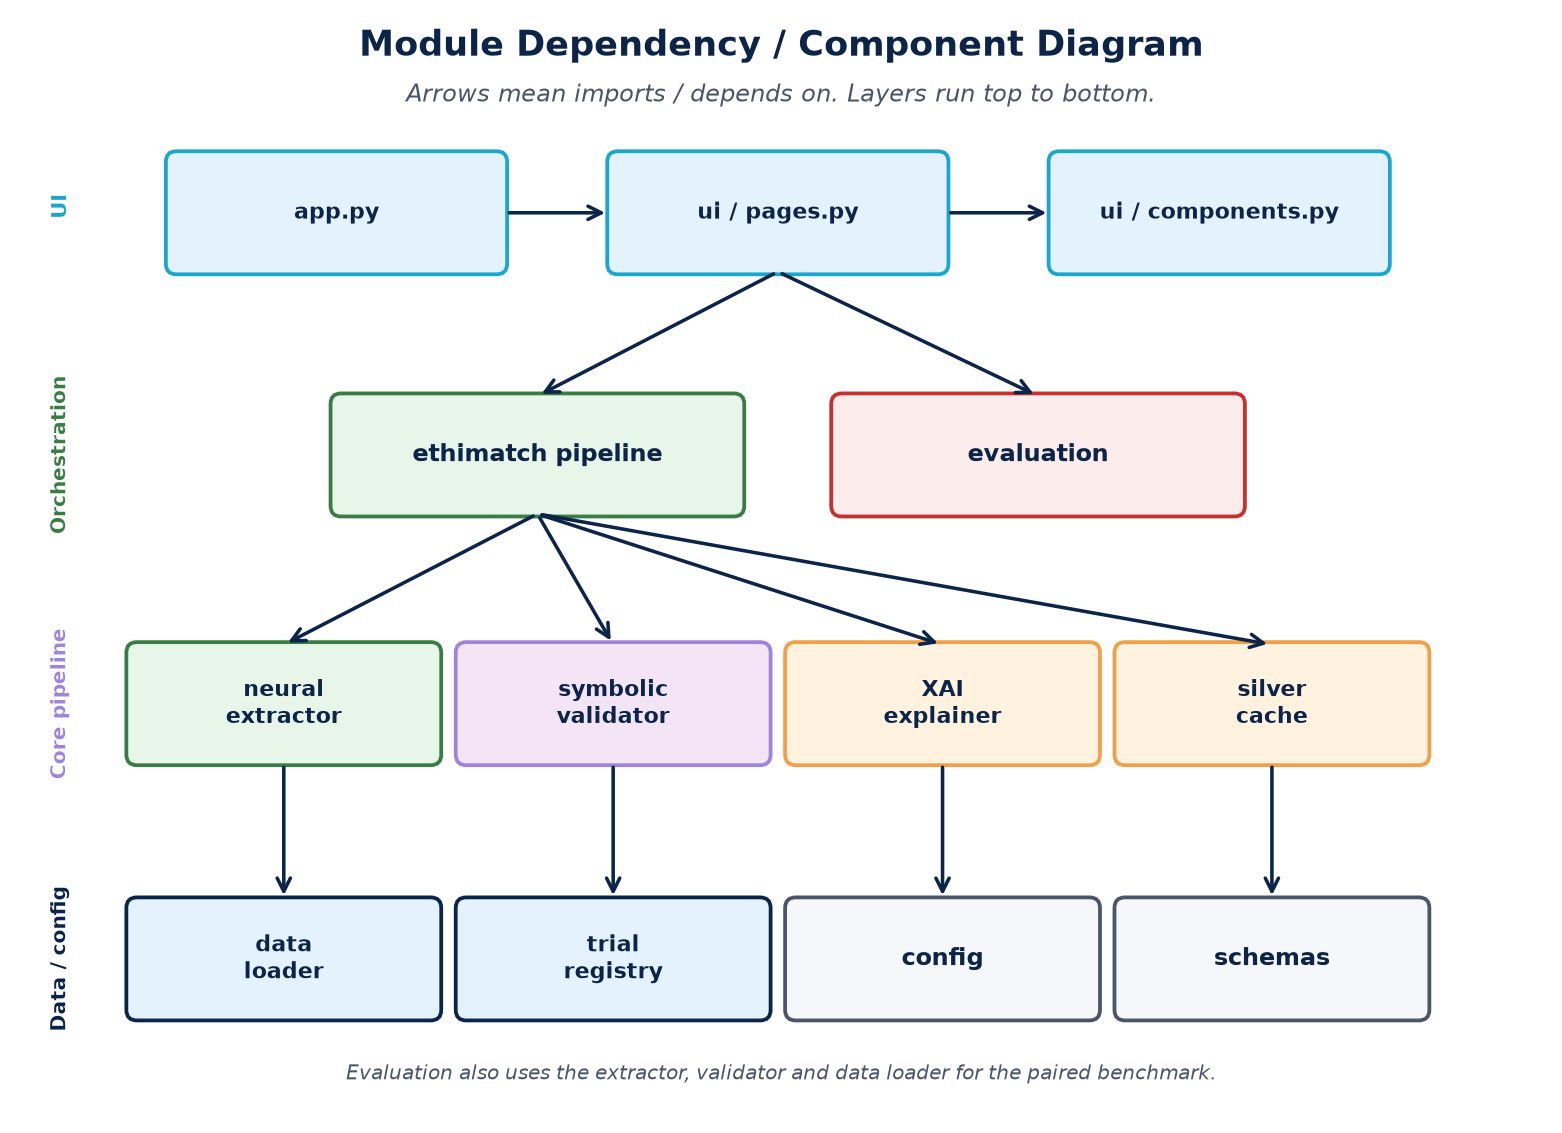 Module Dependency / Component Diagram
Arrows mean imports / depends on. Layers run top to bottom.
UI
app.py
ui / pages.py
ui / components.py
Orchestration
ethimatch pipeline
evaluation
Core pipeline
neural
extractor
symbolic
validator
XAI
explainer
silver
cache
Data / config
data
loader
trial
registry
config
schemas
Evaluation also uses the extractor, validator and data loader for the paired benchmark.